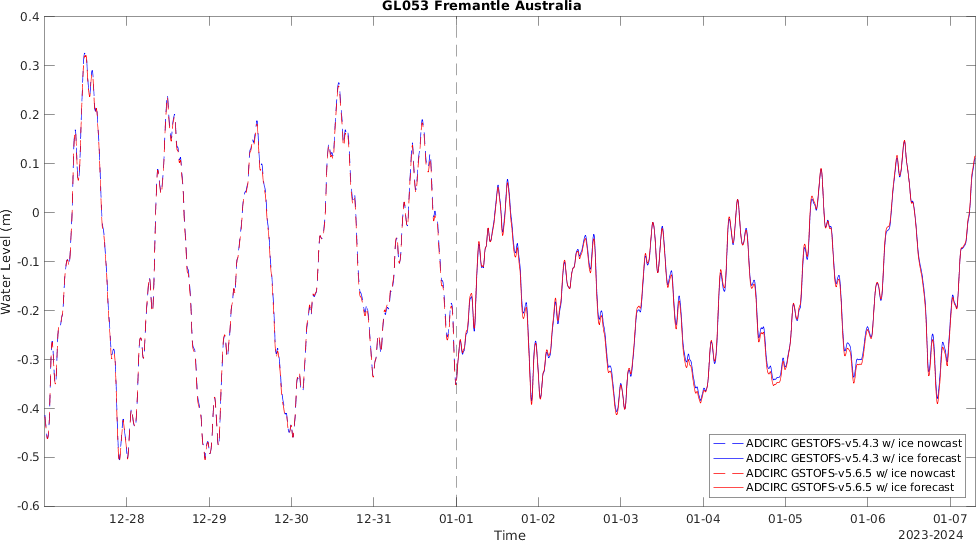 GL053 Fremantle Australia
0.4
0.3
0.2
0.1
0
-0.1
-0.2
-0.3
-0.4
-0.5
-0.6
Water Level (m)
ADCIRC GESTOFS-v5.4.3 w/ ice nowcast
ADCIRC GESTOFS-v5.4.3 w/ ice forecast
ADCIRC GSTOFS-v5.6.5 w/ ice nowcast
ADCIRC GSTOFS-v5.6.5 w/ ice forecast
12-28 12-29 12-30 12-31 01-01 01-02 01-03 01-04 01-05 01-06 01-07
Time
2023-2024